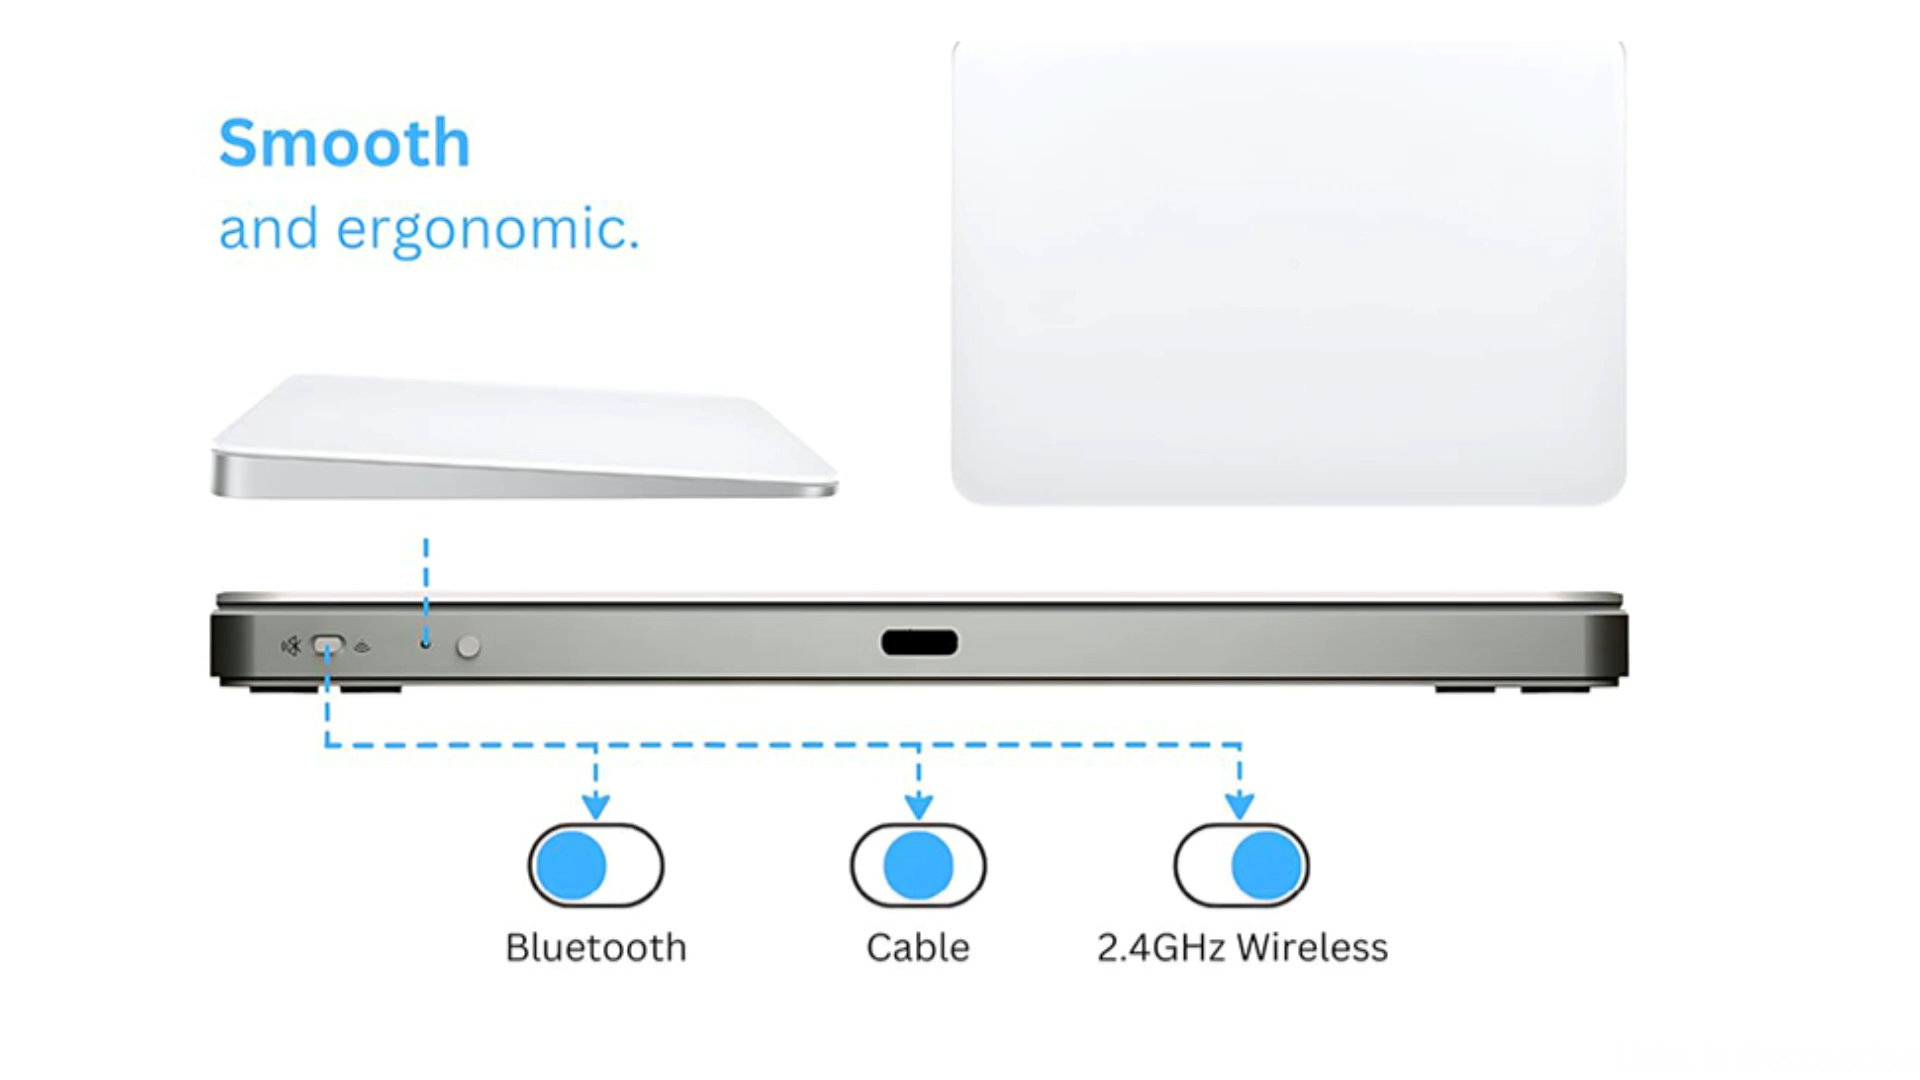 Smooth
and ergonomic.
Bluetooth
Cable
2.4GHz Wireless